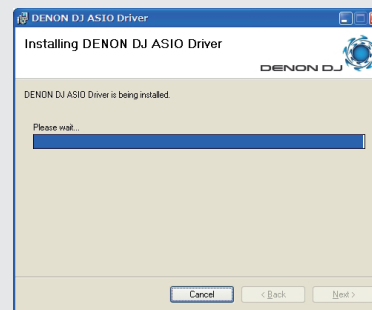 DENON DJ ASIO Driver
Installing DENON DJ ASIO Driver
DENON DJ
DENON DJ ASIO Driver is being installed.
Please wait...
Cancel
< Back
Next >